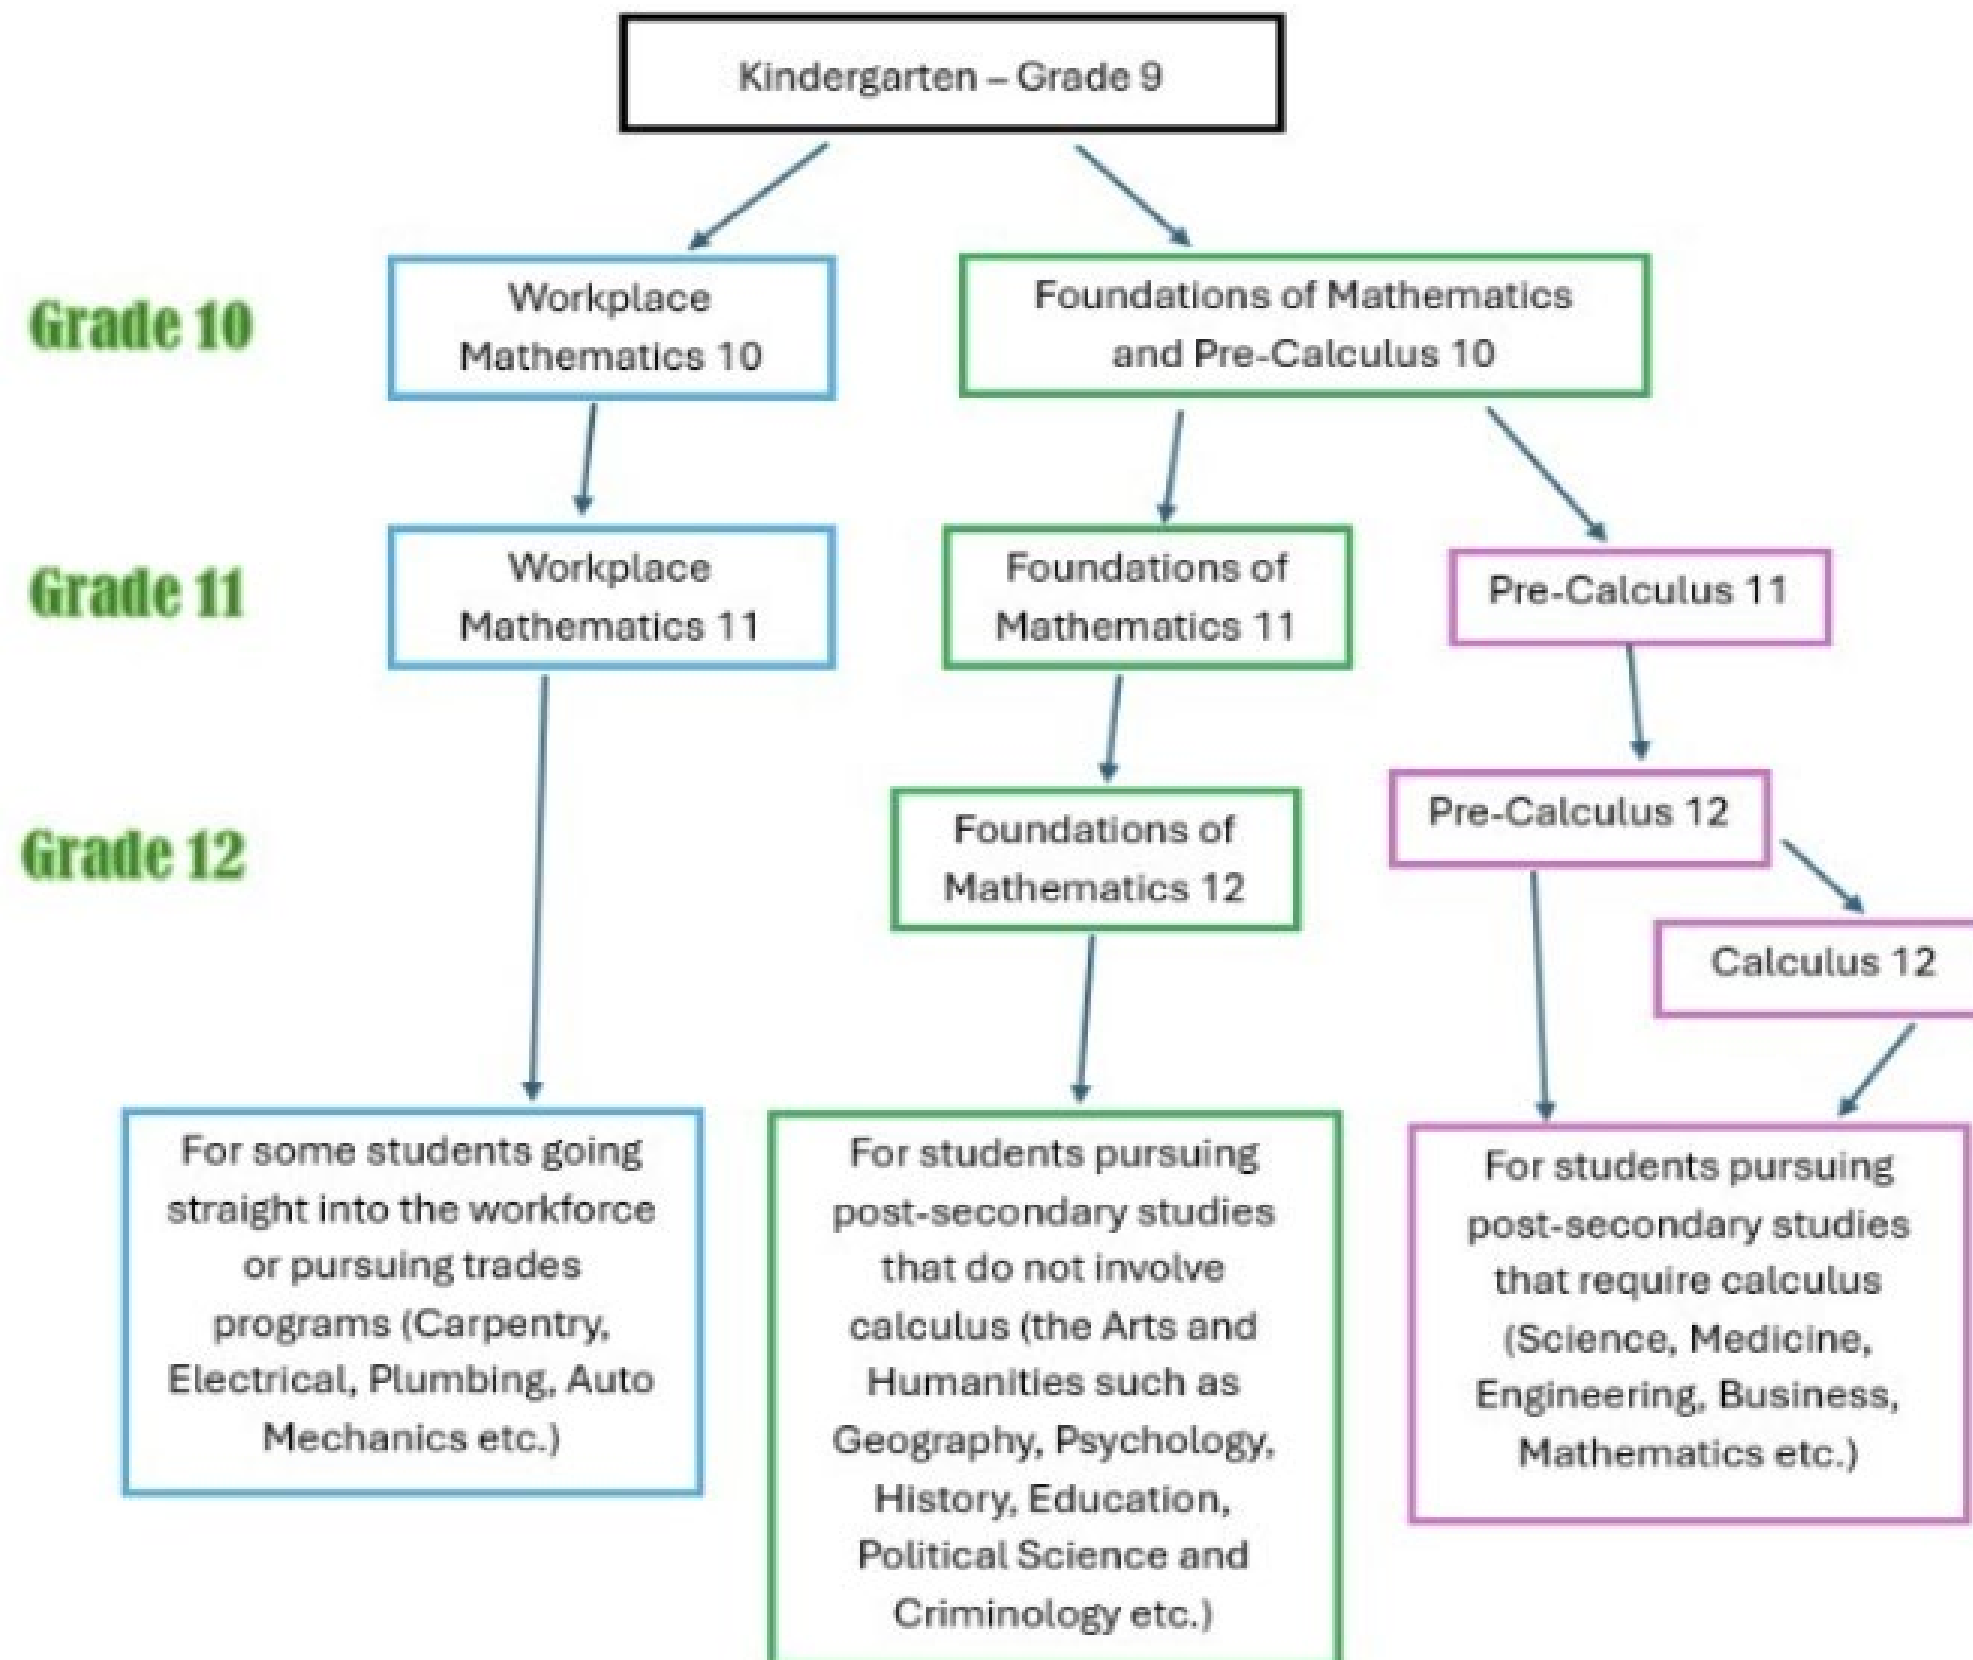 Kindergarten – Grade 9
Grade 10
Workplace
Mathematics 10
Foundations of Mathematics
and Pre-Calculus 10
Grade 11
Workplace
Mathematics 11
Foundations of
Mathematics 11
Pre-Calculus 11
Grade 12
Foundations of
Mathematics 12
Pre-Calculus 12
Calculus 12
For some students going
straight into the workforce
or pursuing trades
programs (Carpentry,
Electrical, Plumbing, Auto
Mechanics etc.)
For students pursuing
post-secondary studies
that do not involve
calculus (the Arts and
Humanities such as
Geography, Psychology,
History, Education,
Political Science and
Criminology etc.)
For students pursuing
post-secondary studies
that require calculus
(Science, Medicine,
Engineering, Business,
Mathematics etc.)